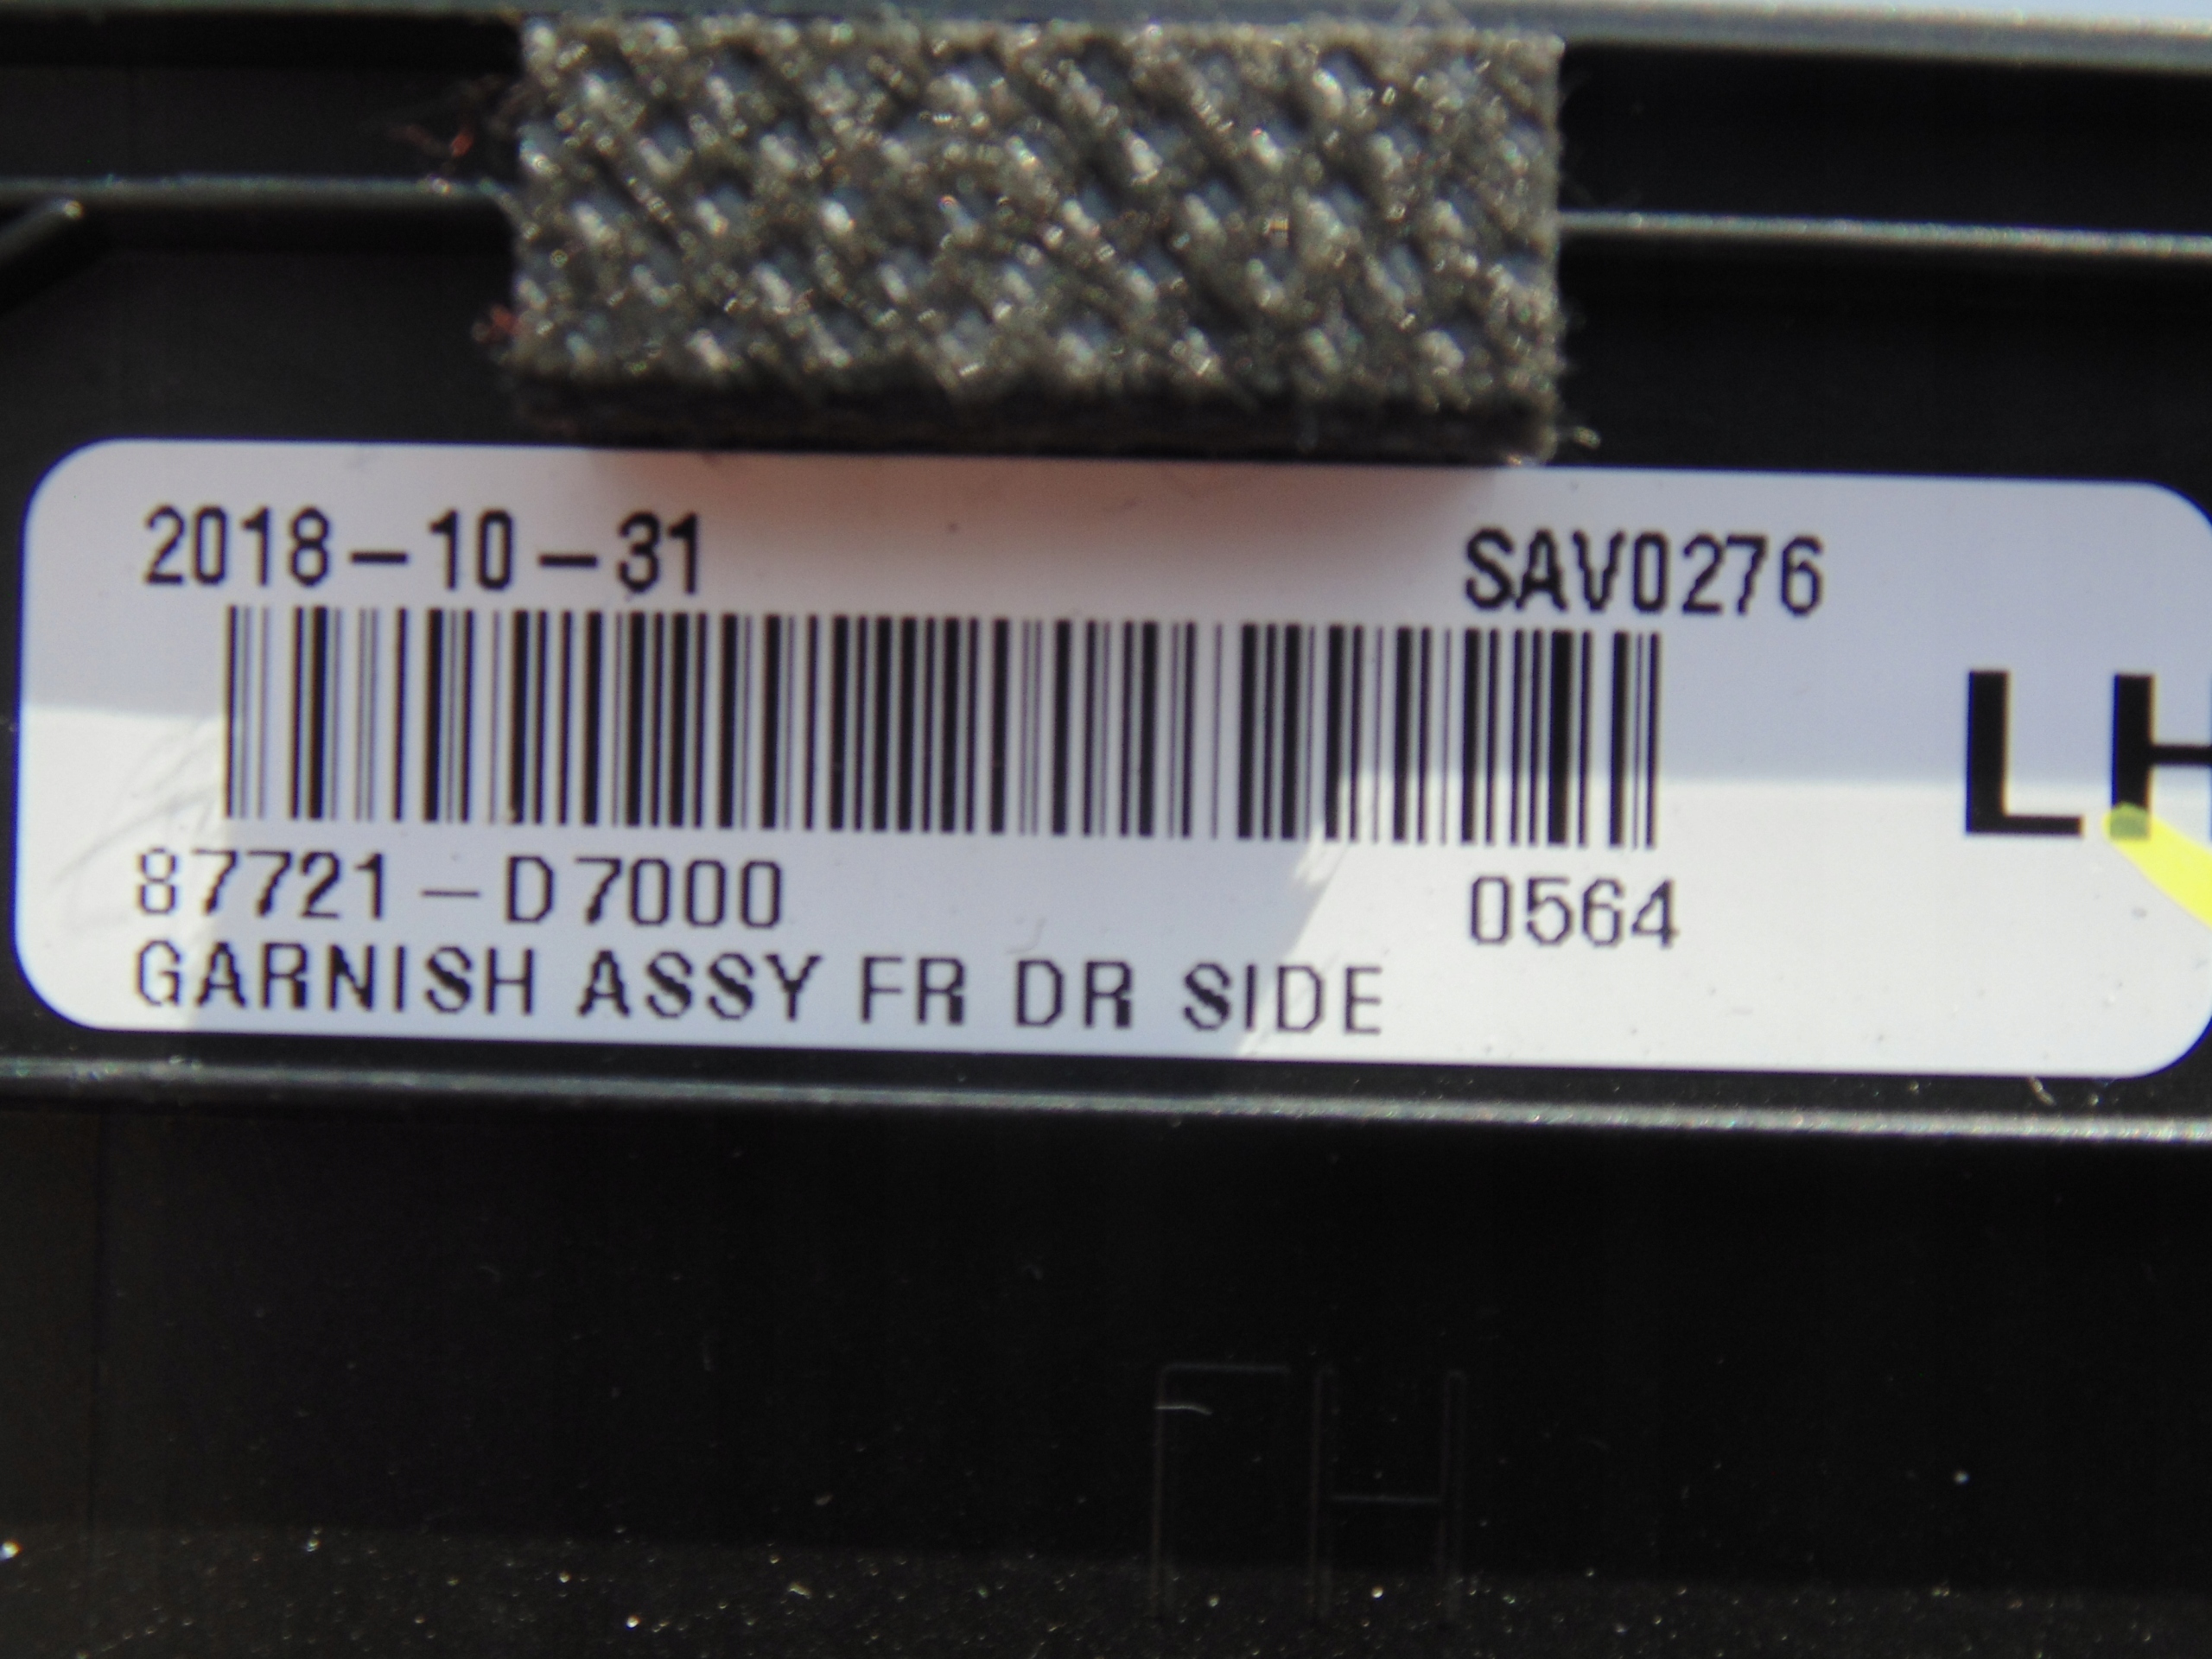 2018-10-31 SAV0276
LH
87721-D7000 0564
GARNISH ASSY FR DR SIDE